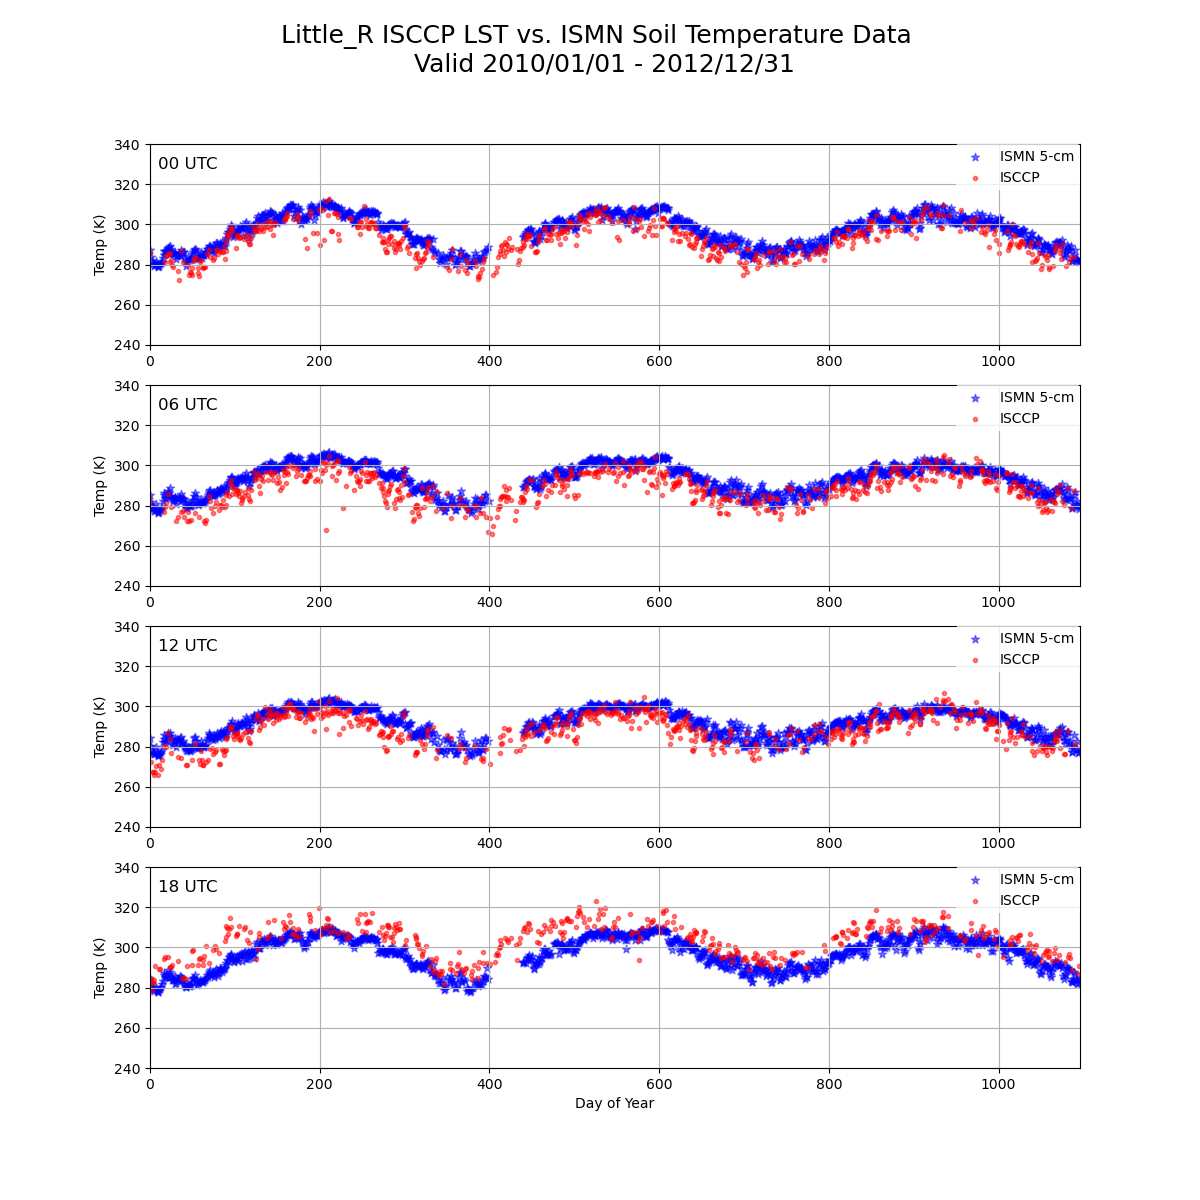 Little_R ISCCP LST vs. ISMN Soil Temperature Data
Valid 2010/01/01 - 2012/12/31
340
320
300
280
260
240
Temp (K)
00 UTC
ISMN 5-cm
ISCCP
0 200 400 600 800 1000
340
320
300
280
260
240
Temp (K)
06 UTC
ISMN 5-cm
ISCCP
0 200 400 600 800 1000
340
320
300
280
260
240
Temp (K)
12 UTC
ISMN 5-cm
ISCCP
0 200 400 600 800 1000
340
320
300
280
260
240
Temp (K)
18 UTC
ISMN 5-cm
ISCCP
0 200 400 600 800 1000
Day of Year